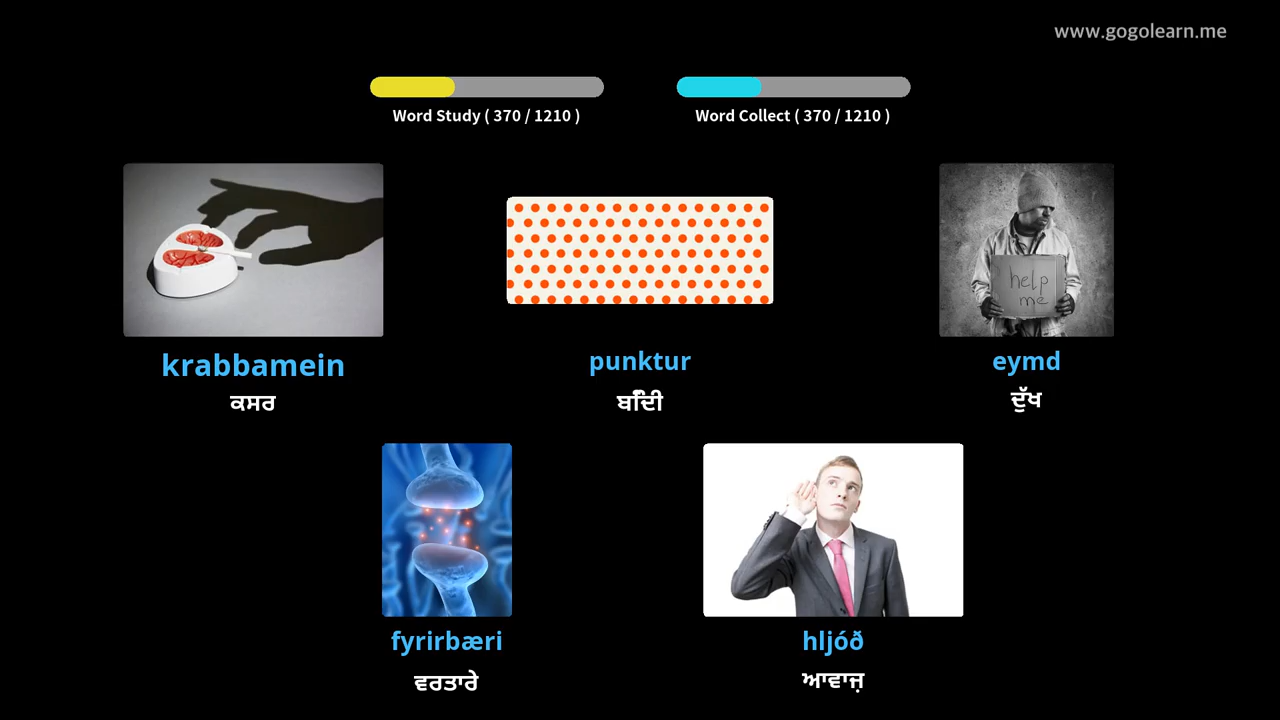 www.gogolearn.me
Word Study ( 370 / 1210 )
Word Collect ( 370 / 1210 )
help
me
krabbamein
punktur
eymd
ਕਸਰ
ਬਿੰਦੀ
ਦੁੱਖ
fyrirbæri
hljóð
ਵਰਤਾਰੇ
ਆਵਾਜ਼